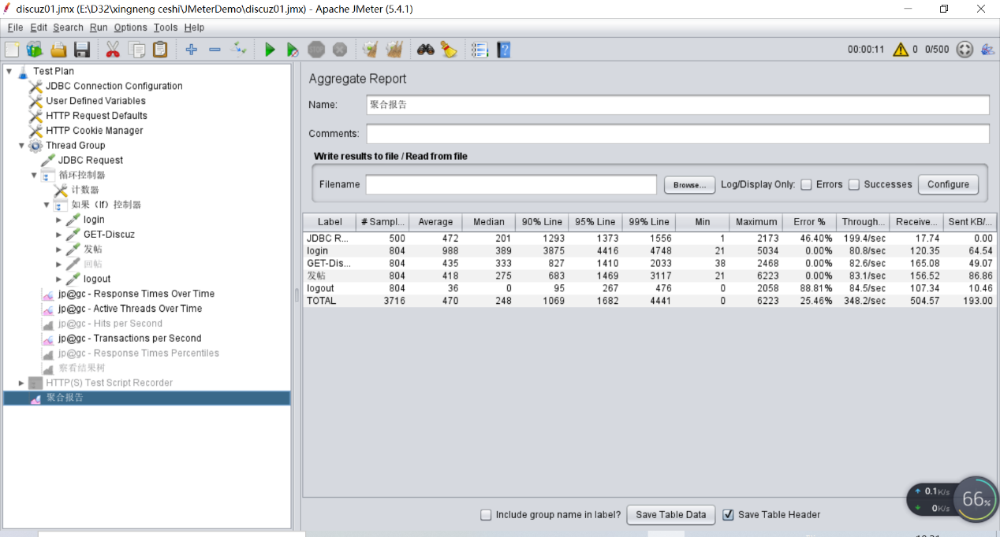 discuz01.jmx (E:\D32\xingneng ceshi\JMeterDemo\discuz01.jmx) - Apache JMeter (5.4.1)
File Edit Search Run Options Tools Help
00:00:11 0 0/500
Test Plan
JDBC Connection Configuration
User Defined Variables
HTTP Request Defaults
HTTP Cookie Manager
Thread Group
JDBC Request
循环控制器
计数器
如果（If）控制器
login
GET-Discuz
发帖
回帖
logout
jp@gc - Response Times Over Time
jp@gc - Active Threads Over Time
jp@gc - Hits per Second
jp@gc - Transactions per Second
jp@gc - Response Times Percentiles
察看结果树
HTTP(S) Test Script Recorder
聚合报告
Aggregate Report
Name: 聚合报告
Comments:
Write results to file / Read from file
Filename Browse... Log/Display Only: Errors Successes Configure
Label # Sampl... Average Median 90% Line 95% Line 99% Line Min Maximum Error % Through... Receive... Sent KB/...
JDBC R... 500 472 201 1293 1373 1556 1 2173 46.40% 199.4/sec 17.74 0.00
login 804 988 389 3875 4416 4748 21 5034 0.00% 80.8/sec 120.35 64.54
GET-Dis... 804 435 333 827 1410 2033 38 2468 0.00% 82.6/sec 165.08 49.07
发帖 804 418 275 683 1469 3117 21 6223 0.00% 83.1/sec 156.52 86.86
logout 804 36 0 95 267 476 0 2058 88.81% 84.5/sec 107.34 10.46
TOTAL 3716 470 248 1069 1682 4441 0 6223 25.46% 348.2/sec 504.57 193.00
0.1K/s
0K/s
66%
Include group name in label? Save Table Data Save Table Header